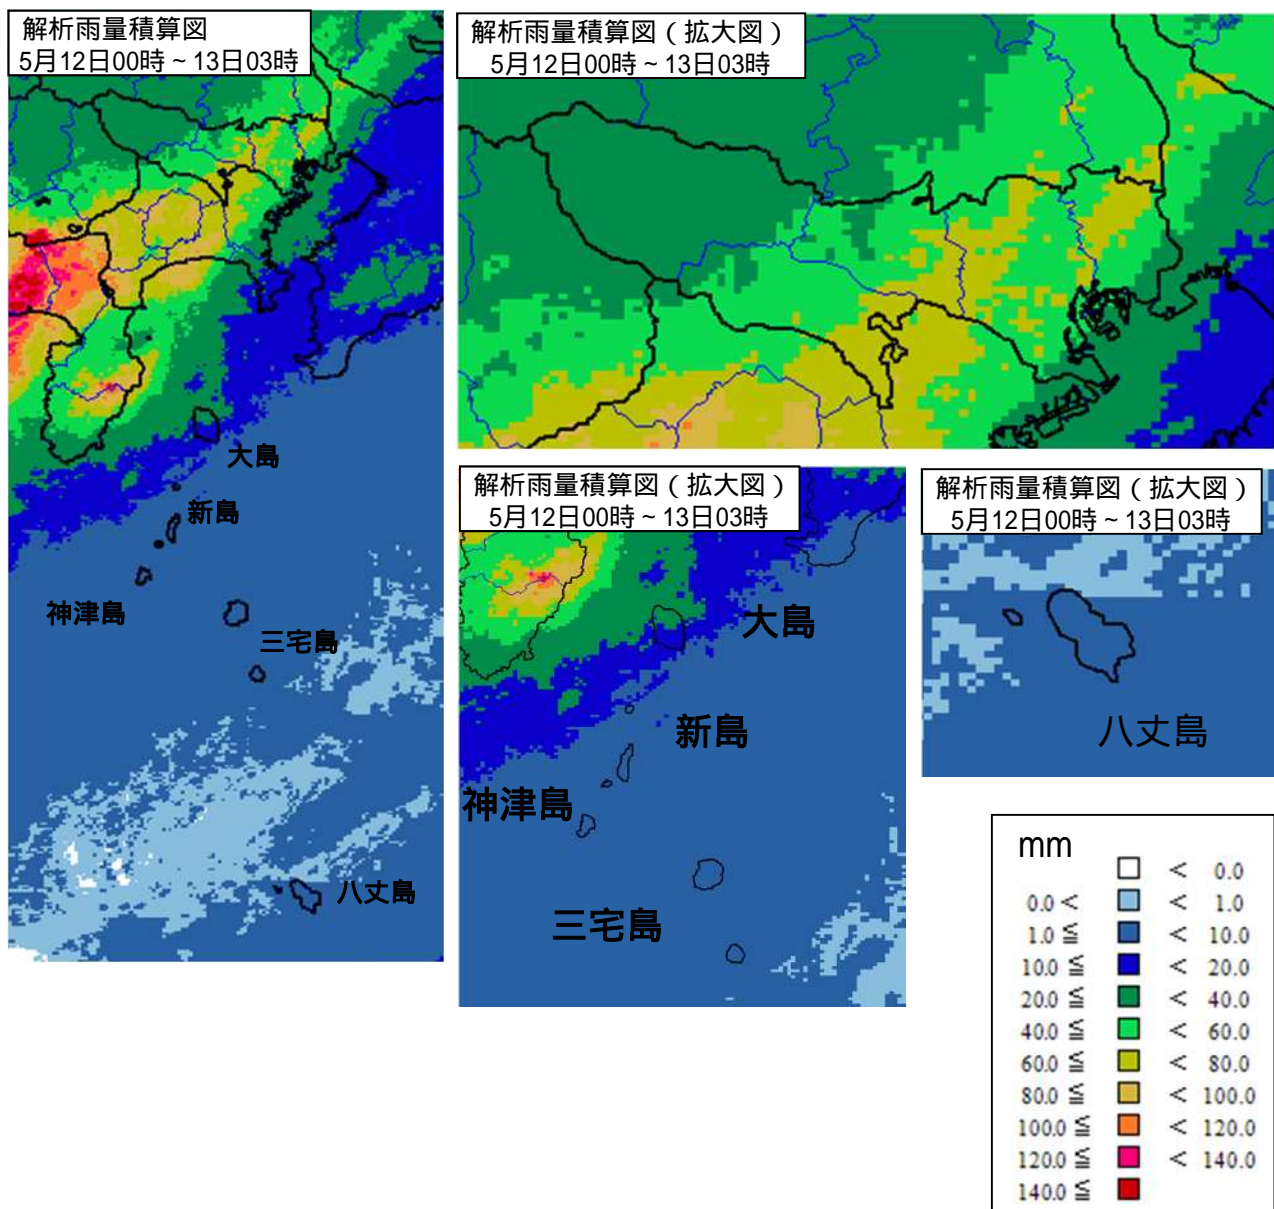 解析雨量積算図
5月12日00時～13日03時
解析雨量積算図（拡大図）
5月12日00時～13日03時
大島
新島
神津島
三宅島
八丈島
解析雨量積算図（拡大図）
5月12日00時～13日03時
大島
新島
神津島
三宅島
解析雨量積算図（拡大図）
5月12日00時～13日03時
八丈島
mm
< 0.0
0.0 < < 1.0
1.0 ≦ < 10.0
10.0 ≦ < 20.0
20.0 ≦ < 40.0
40.0 ≦ < 60.0
60.0 ≦ < 80.0
80.0 ≦ < 100.0
100.0 ≦ < 120.0
120.0 ≦ < 140.0
140.0 ≦